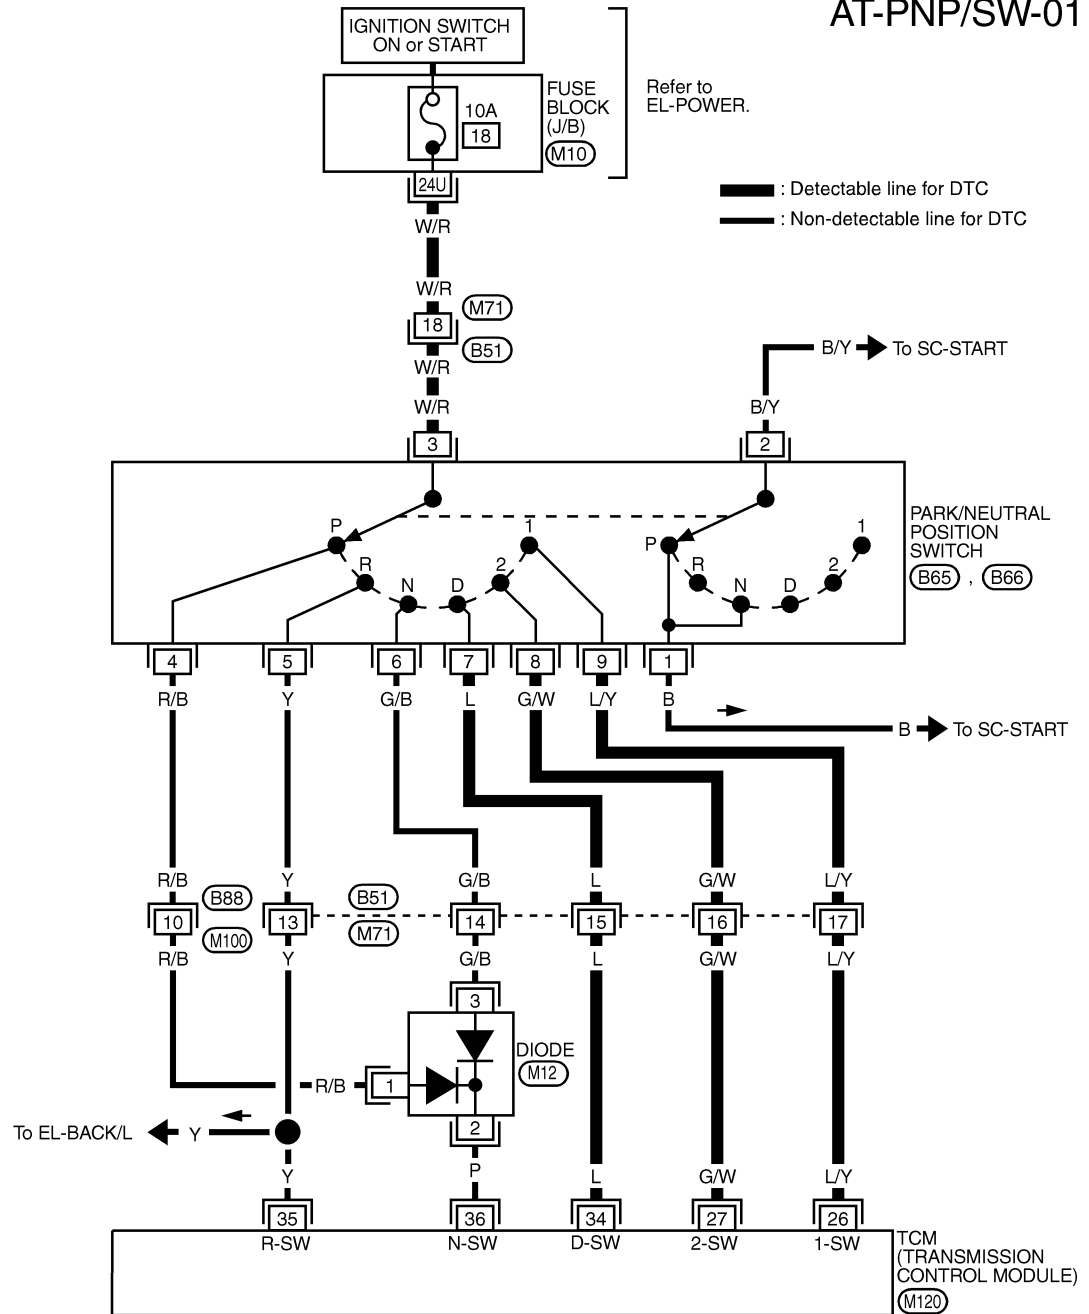 AT-PNP/SW-01
IGNITION SWITCH
ON or START
FUSE
BLOCK
(J/B)
M10
10A
18
24U
Refer to
EL-POWER.
: Detectable line for DTC
: Non-detectable line for DTC
W/R
W/R
M71
18
B51
W/R
W/R
B/Y To SC-START
B/Y
3
2
P R N D 2 1
P R N D 2 1
PARK/NEUTRAL
POSITION
SWITCH
B65 , B66
4 5 6 7 8 9 1
R/B Y G/B L G/W L/Y B
B To SC-START
R/B Y G/B L G/W L/Y
B88 B51
10 13 14 15 16 17
M100 M71
R/B Y G/B L G/W L/Y
3
DIODE
M12
R/B 1
2
To EL-BACK/L Y
P
Y L G/W L/Y
35 36 34 27 26
R-SW N-SW D-SW 2-SW 1-SW
TCM
(TRANSMISSION
CONTROL MODULE)
M120